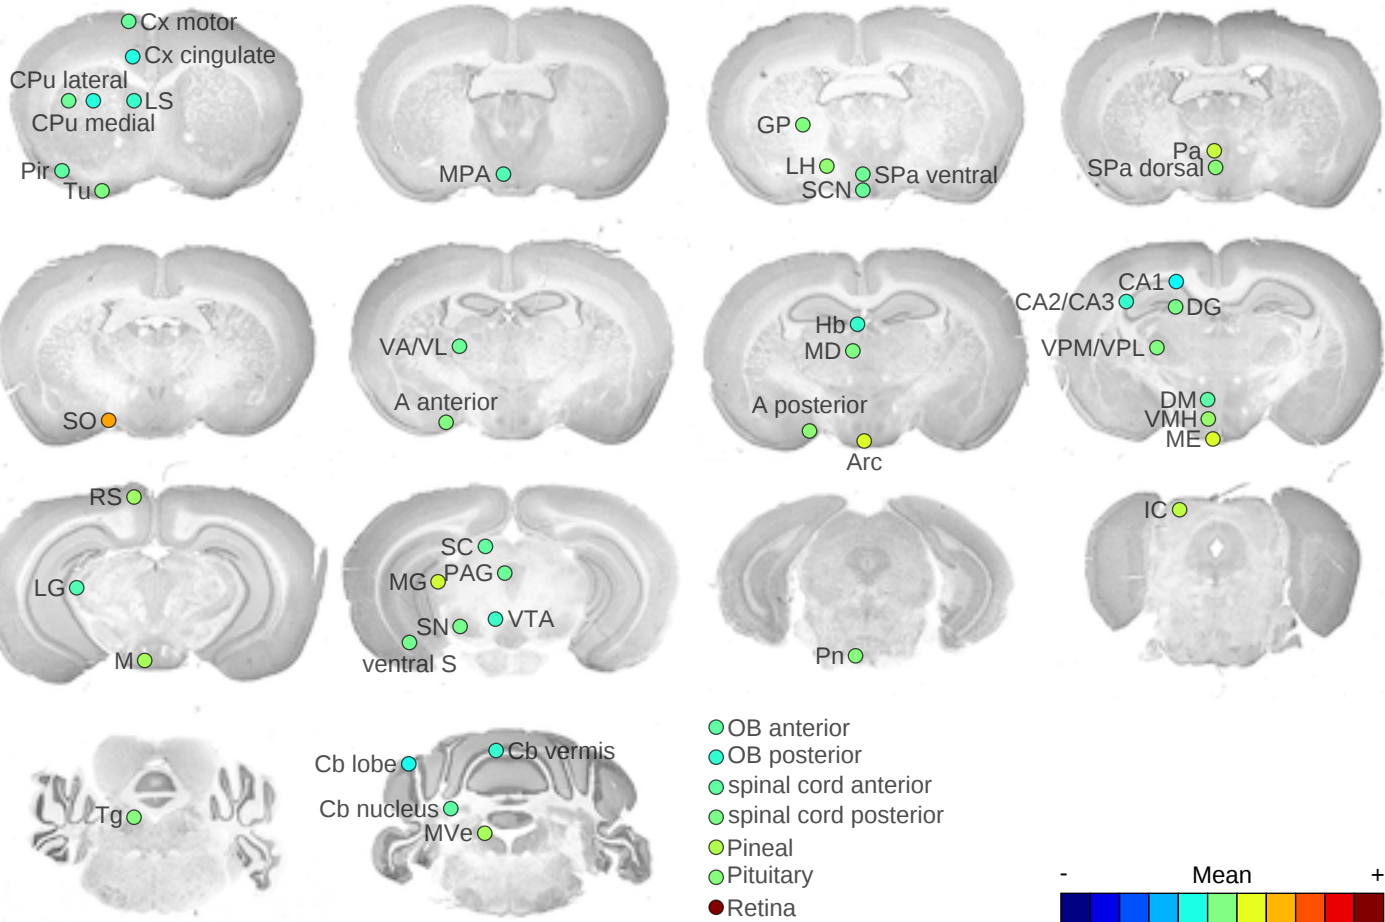 Cx motor
Cx cingulate
CPu lateral
LS
CPu medial
Pir
Tu
MPA
GP
LH
SPa ventral
SCN
Pa
SPa dorsal
SO
VA/VL
A anterior
Hb
MD
A posterior
Arc
CA1
CA2/CA3
DG
VPM/VPL
DM
VMH
ME
RS
LG
M
SC
PAG
MG
VTA
SN
ventral S
Pn
IC
Tg
Cb vermis
Cb lobe
Cb nucleus
MVe
OB anterior
OB posterior
spinal cord anterior
spinal cord posterior
Pineal
Pituitary
Retina
- Mean +